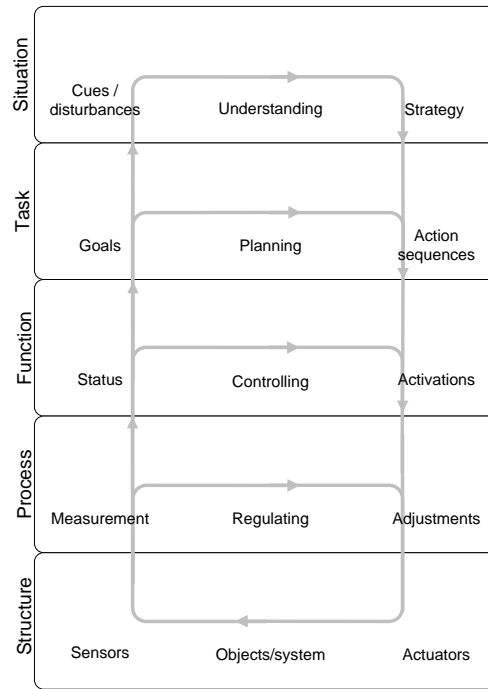 Situation
Cues /
disturbances
Understanding
Strategy
Task
Goals
Planning
Action
sequences
Function
Status
Controlling
Activations
Process
Measurement
Regulating
Adjustments
Structure
Sensors
Objects/system
Actuators